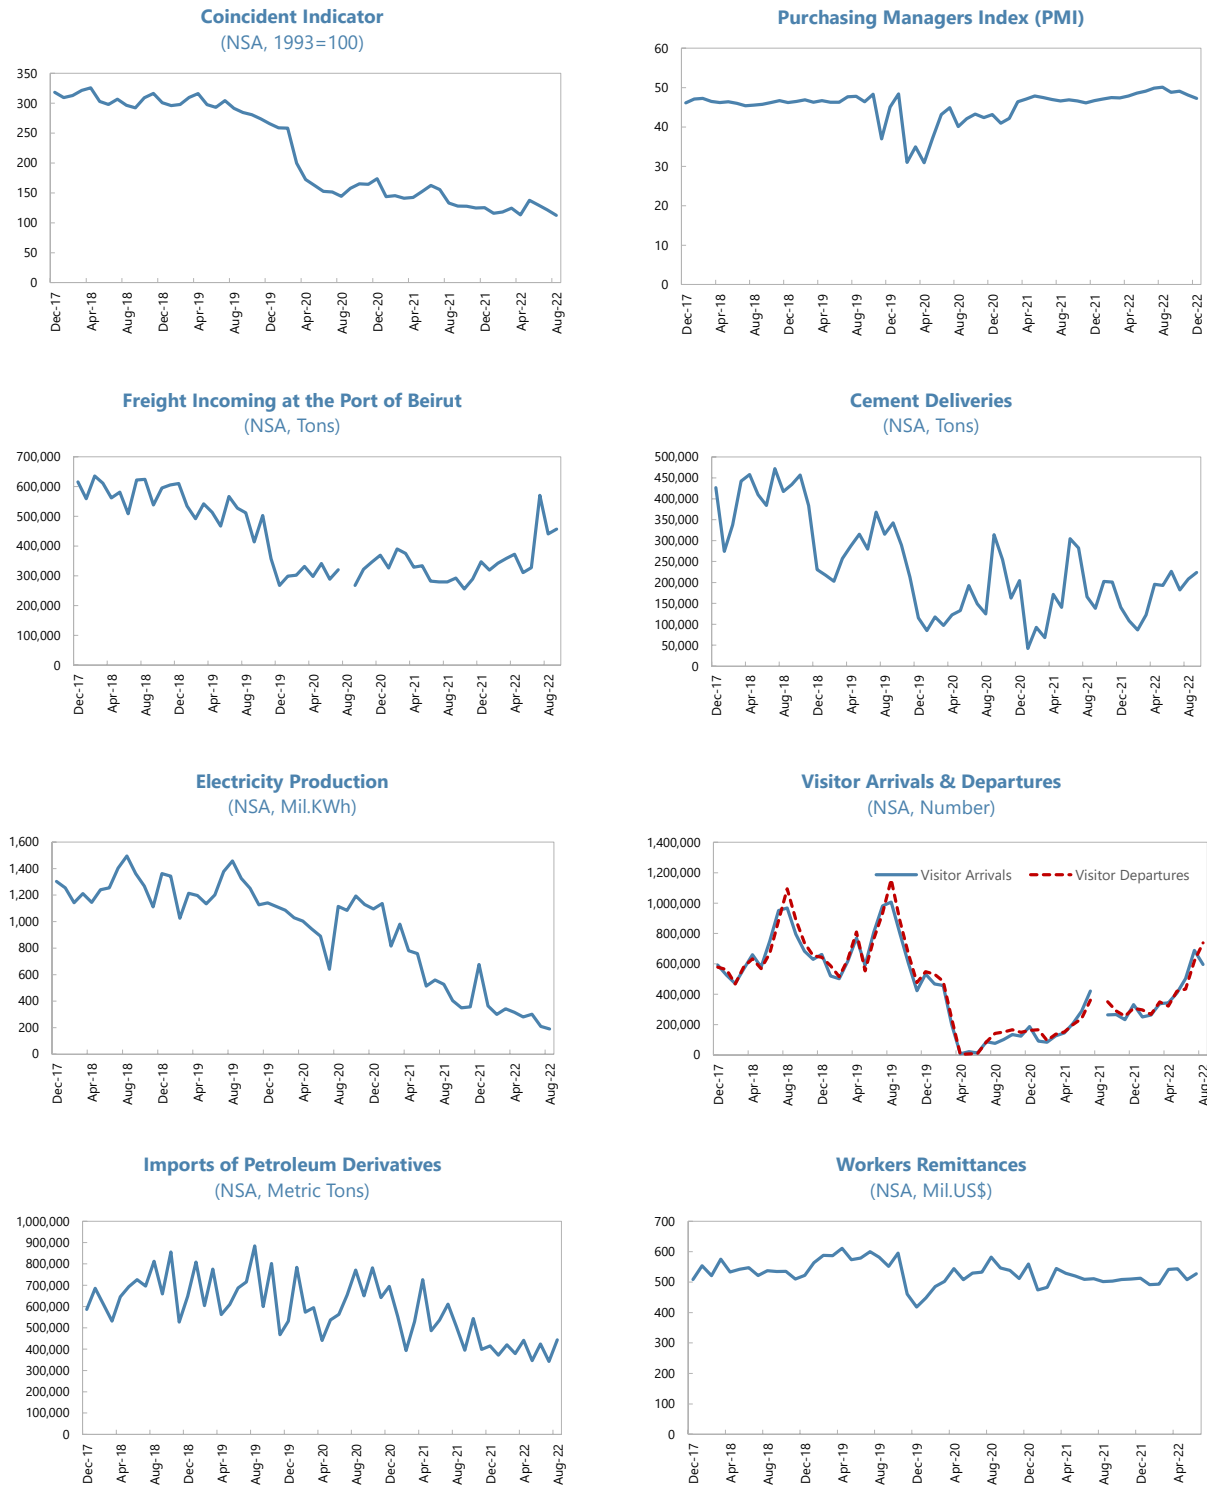 Coincident Indicator
(NSA, 1993=100)
350
300
250
200
150
100
50
0
Dec-17
Apr-18
Aug-18
Dec-18
Apr-19
Aug-19
Dec-19
Apr-20
Aug-20
Dec-20
Apr-21
Aug-21
Dec-21
Apr-22
Aug-22
Purchasing Managers Index (PMI)
60
50
40
30
20
10
0
Dec-17
Apr-18
Aug-18
Dec-18
Apr-19
Aug-19
Dec-19
Apr-20
Aug-20
Dec-20
Apr-21
Aug-21
Dec-21
Apr-22
Aug-22
Dec-22
Freight Incoming at the Port of Beirut
(NSA, Tons)
700,000
600,000
500,000
400,000
300,000
200,000
100,000
0
Dec-17
Apr-18
Aug-18
Dec-18
Apr-19
Aug-19
Dec-19
Apr-20
Aug-20
Dec-20
Apr-21
Aug-21
Dec-21
Apr-22
Aug-22
Cement Deliveries
(NSA, Tons)
500,000
450,000
400,000
350,000
300,000
250,000
200,000
150,000
100,000
50,000
0
Dec-17
Apr-18
Aug-18
Dec-18
Apr-19
Aug-19
Dec-19
Apr-20
Aug-20
Dec-20
Apr-21
Aug-21
Dec-21
Apr-22
Aug-22
Electricity Production
(NSA, Mil.KWh)
1,600
1,400
1,200
1,000
800
600
400
200
0
Dec-17
Apr-18
Aug-18
Dec-18
Apr-19
Aug-19
Dec-19
Apr-20
Aug-20
Dec-20
Apr-21
Aug-21
Dec-21
Apr-22
Aug-22
Visitor Arrivals & Departures
(NSA, Number)
1,400,000
1,200,000
1,000,000
800,000
600,000
400,000
200,000
0
Visitor Arrivals
Visitor Departures
Dec-17
Apr-18
Aug-18
Dec-18
Apr-19
Aug-19
Dec-19
Apr-20
Aug-20
Dec-20
Apr-21
Aug-21
Dec-21
Apr-22
Aug-22
Imports of Petroleum Derivatives
(NSA, Metric Tons)
1,000,000
900,000
800,000
700,000
600,000
500,000
400,000
300,000
200,000
100,000
0
Dec-17
Apr-18
Aug-18
Dec-18
Apr-19
Aug-19
Dec-19
Apr-20
Aug-20
Dec-20
Apr-21
Aug-21
Dec-21
Apr-22
Aug-22
Workers Remittances
(NSA, Mil.US$)
700
600
500
400
300
200
100
0
Dec-17
Apr-18
Aug-18
Dec-18
Apr-19
Aug-19
Dec-19
Apr-20
Aug-20
Dec-20
Apr-21
Aug-21
Dec-21
Apr-22